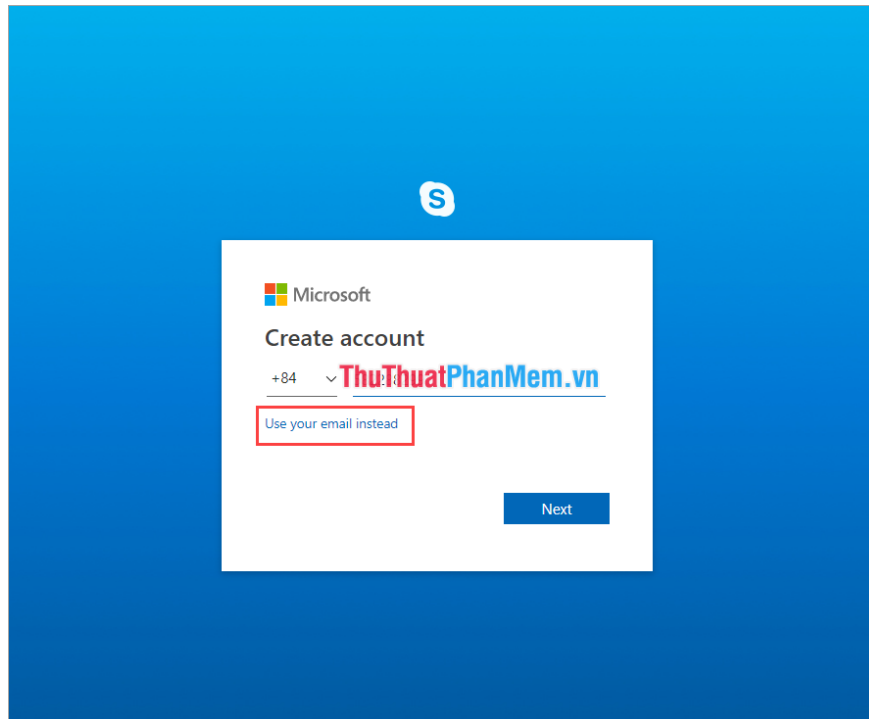 S
Microsoft
Create account
+84 ThuThuatPhanMem.vn
Use your email instead
Next